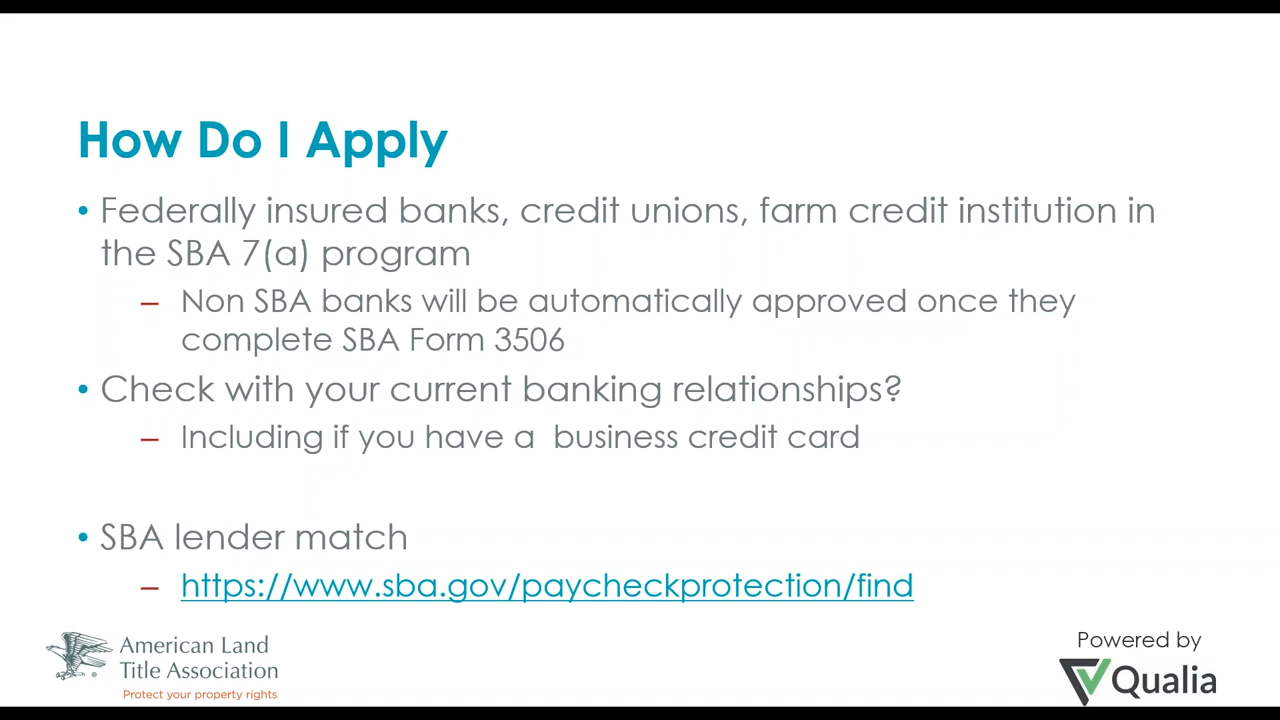 How Do I Apply
• Federally insured banks, credit unions, farm credit institution in
the SBA 7(a) program
– Non SBA banks will be automatically approved once they
complete SBA Form 3506
• Check with your current banking relationships?
– Including if you have a  business credit card
• SBA lender match
– https://www.sba.gov/paycheckprotection/find
American Land
Title Association
Protect your property rights
Powered by
Qualia